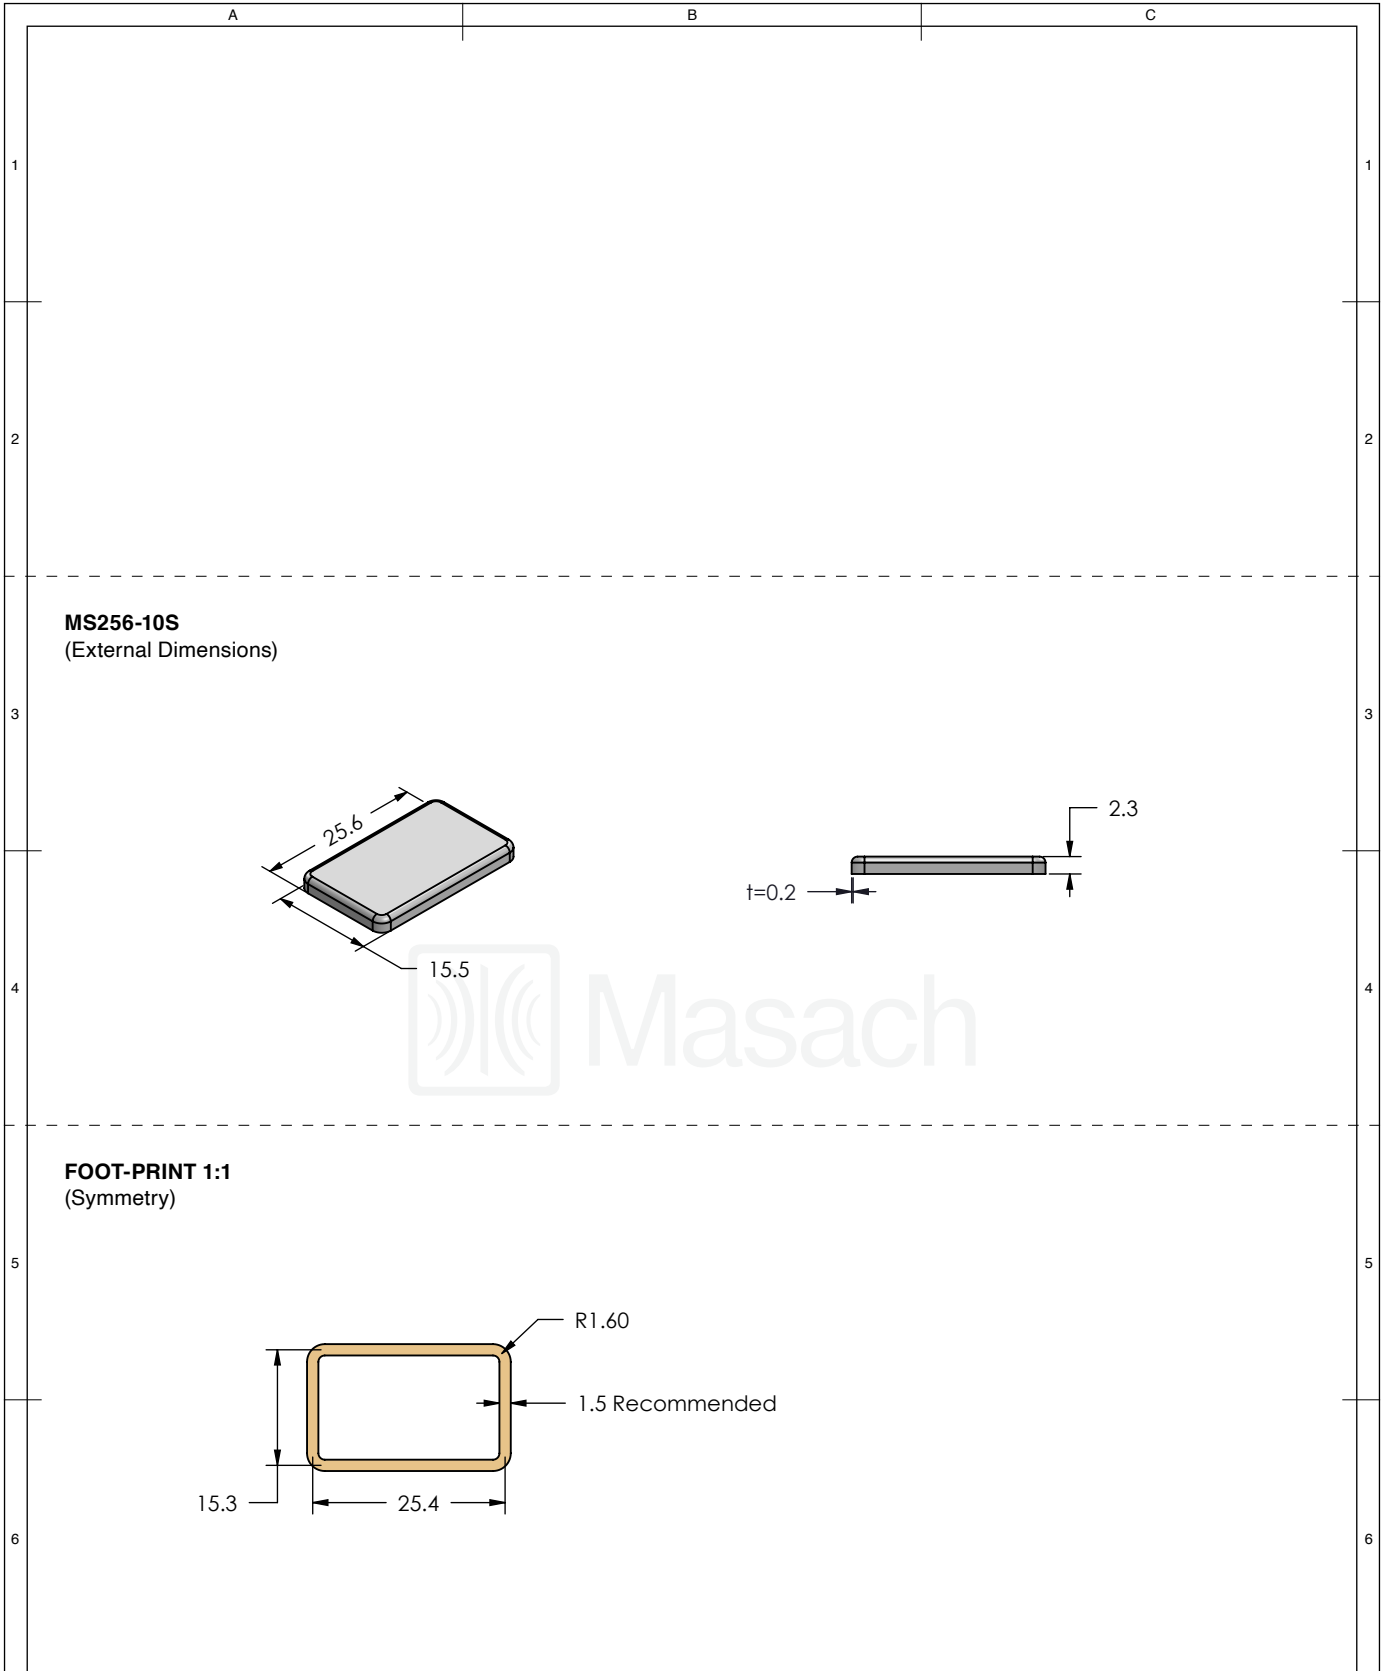 A B C
1 1
2 2
MS256-10S
(External Dimensions)
3 3
25.6
15.5
2.3
t=0.2
Masach
4 4
FOOT-PRINT 1:1
(Symmetry)
5 5
R1.60
1.5 Recommended
15.3
25.4
6 6